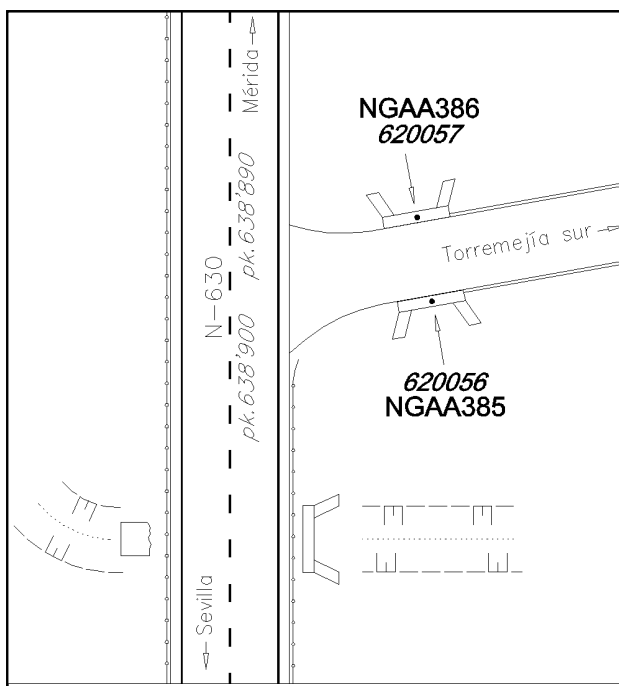 Mérida
NGAA386
620057
pk.638'890
Torremejía sur
N-630
pk.638'900
620056
NGAA385
Sevilla